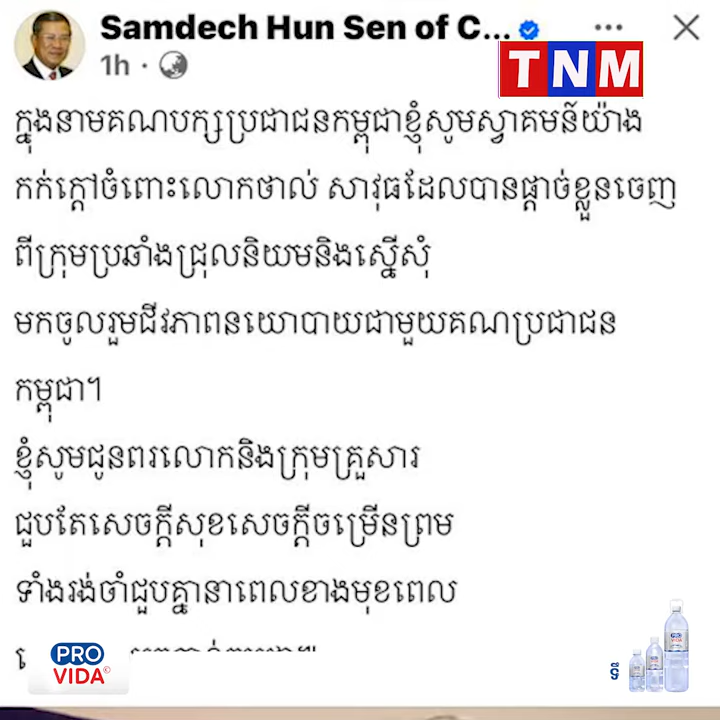 Samdech Hun Sen of C...
1h
TNM
ក្នុងនាមគណបក្សប្រជាជនកម្ពុជាខ្ញុំសូមស្វាគមន៍យ៉ាង
កក់ក្តៅចំពោះលោកថាល់ សាវុធដែលបានផ្តាច់ខ្លួនចេញ
ពីក្រុមប្រឆាំងជ្រុលនិយមនិងស្នើសុំ
មកចូលរួមជីវភាពនយោបាយជាមួយគណប្រជាជន
កម្ពុជា។
ខ្ញុំសូមជូនពរលោកនិងក្រុមគ្រួសារ
ជួបតែសេចក្តីសុខសេចក្តីចម្រើនព្រម
ទាំងរង់ចាំជួបគ្នានាពេលខាងមុខពេល
PRO
VIDA
ទឹ